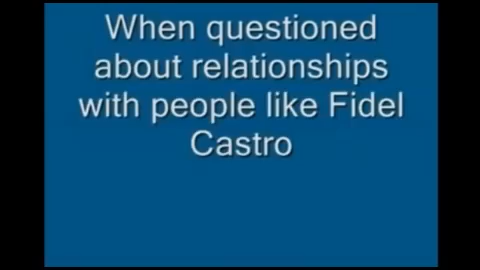 When questioned
about relationships
with people like Fidel
Castro